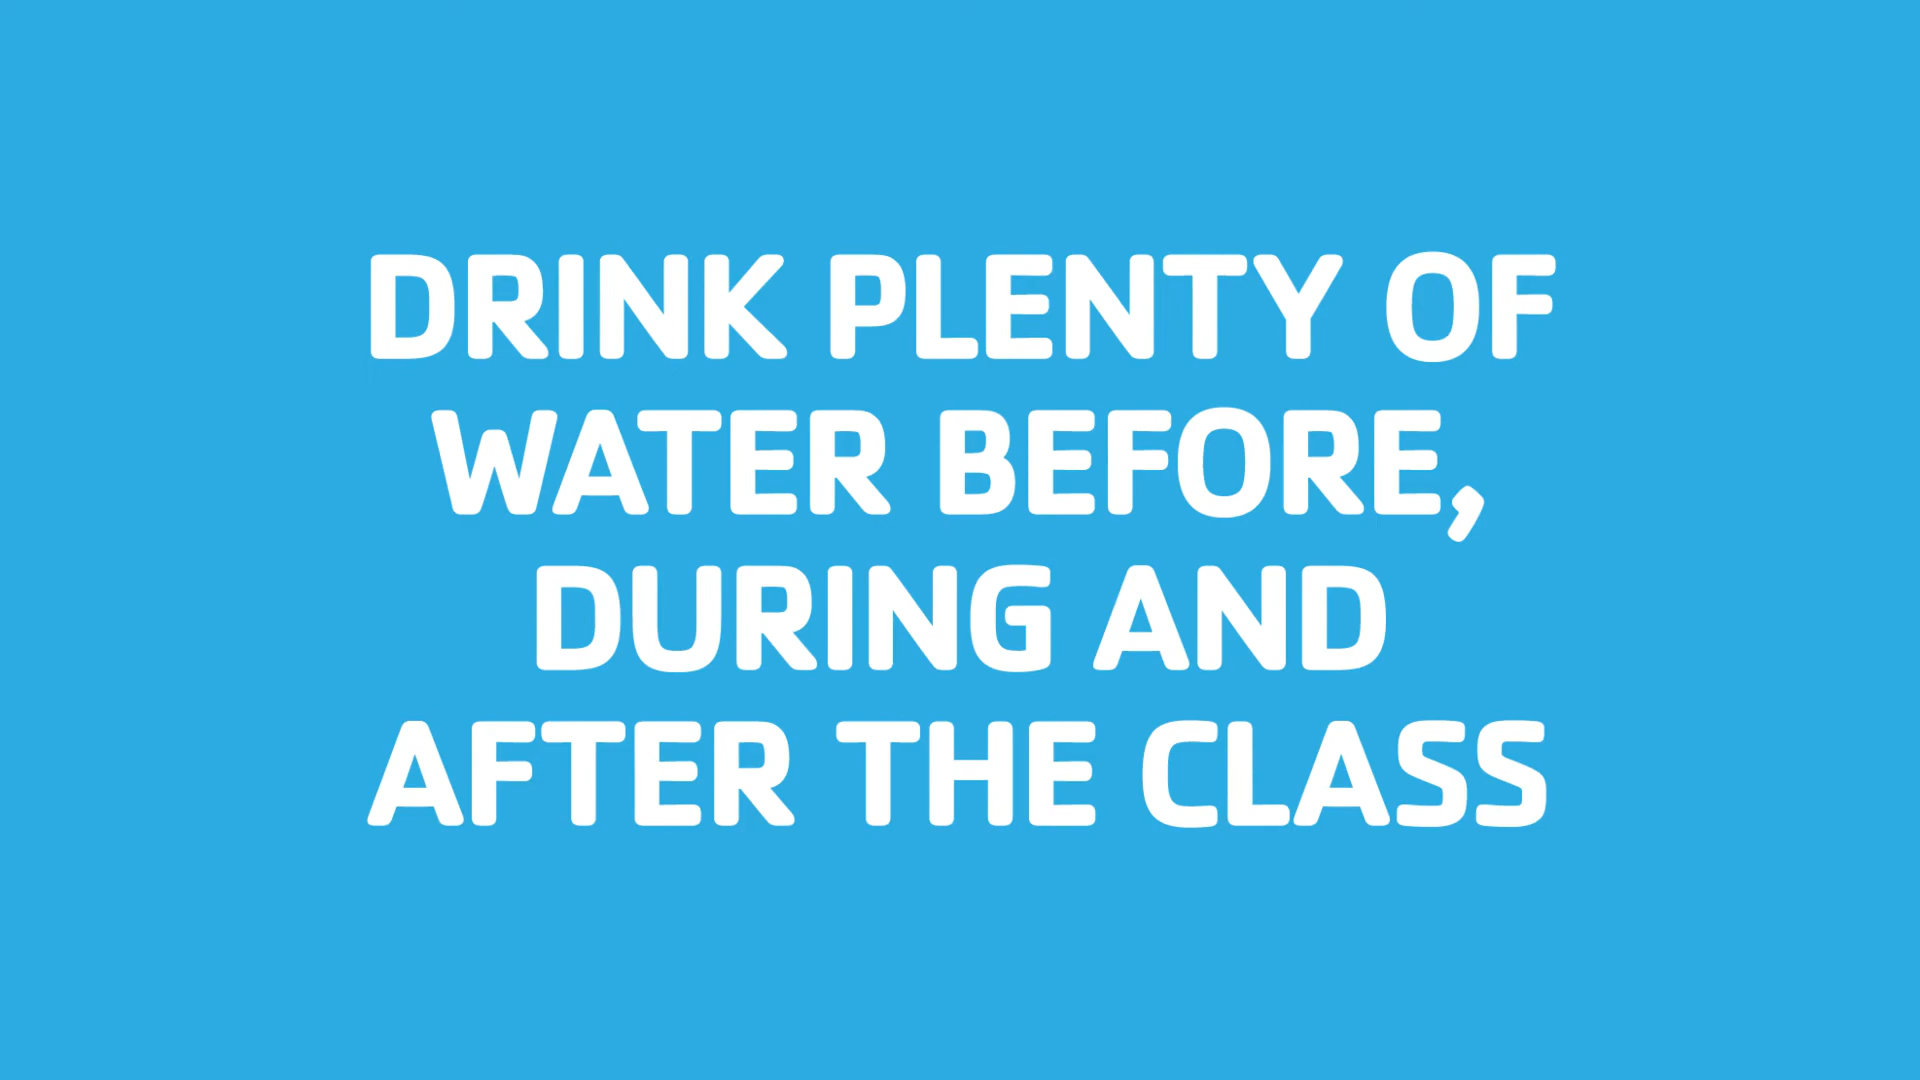 DRINK PLENTY OF
WATER BEFORE,
DURING AND
AFTER THE CLASS